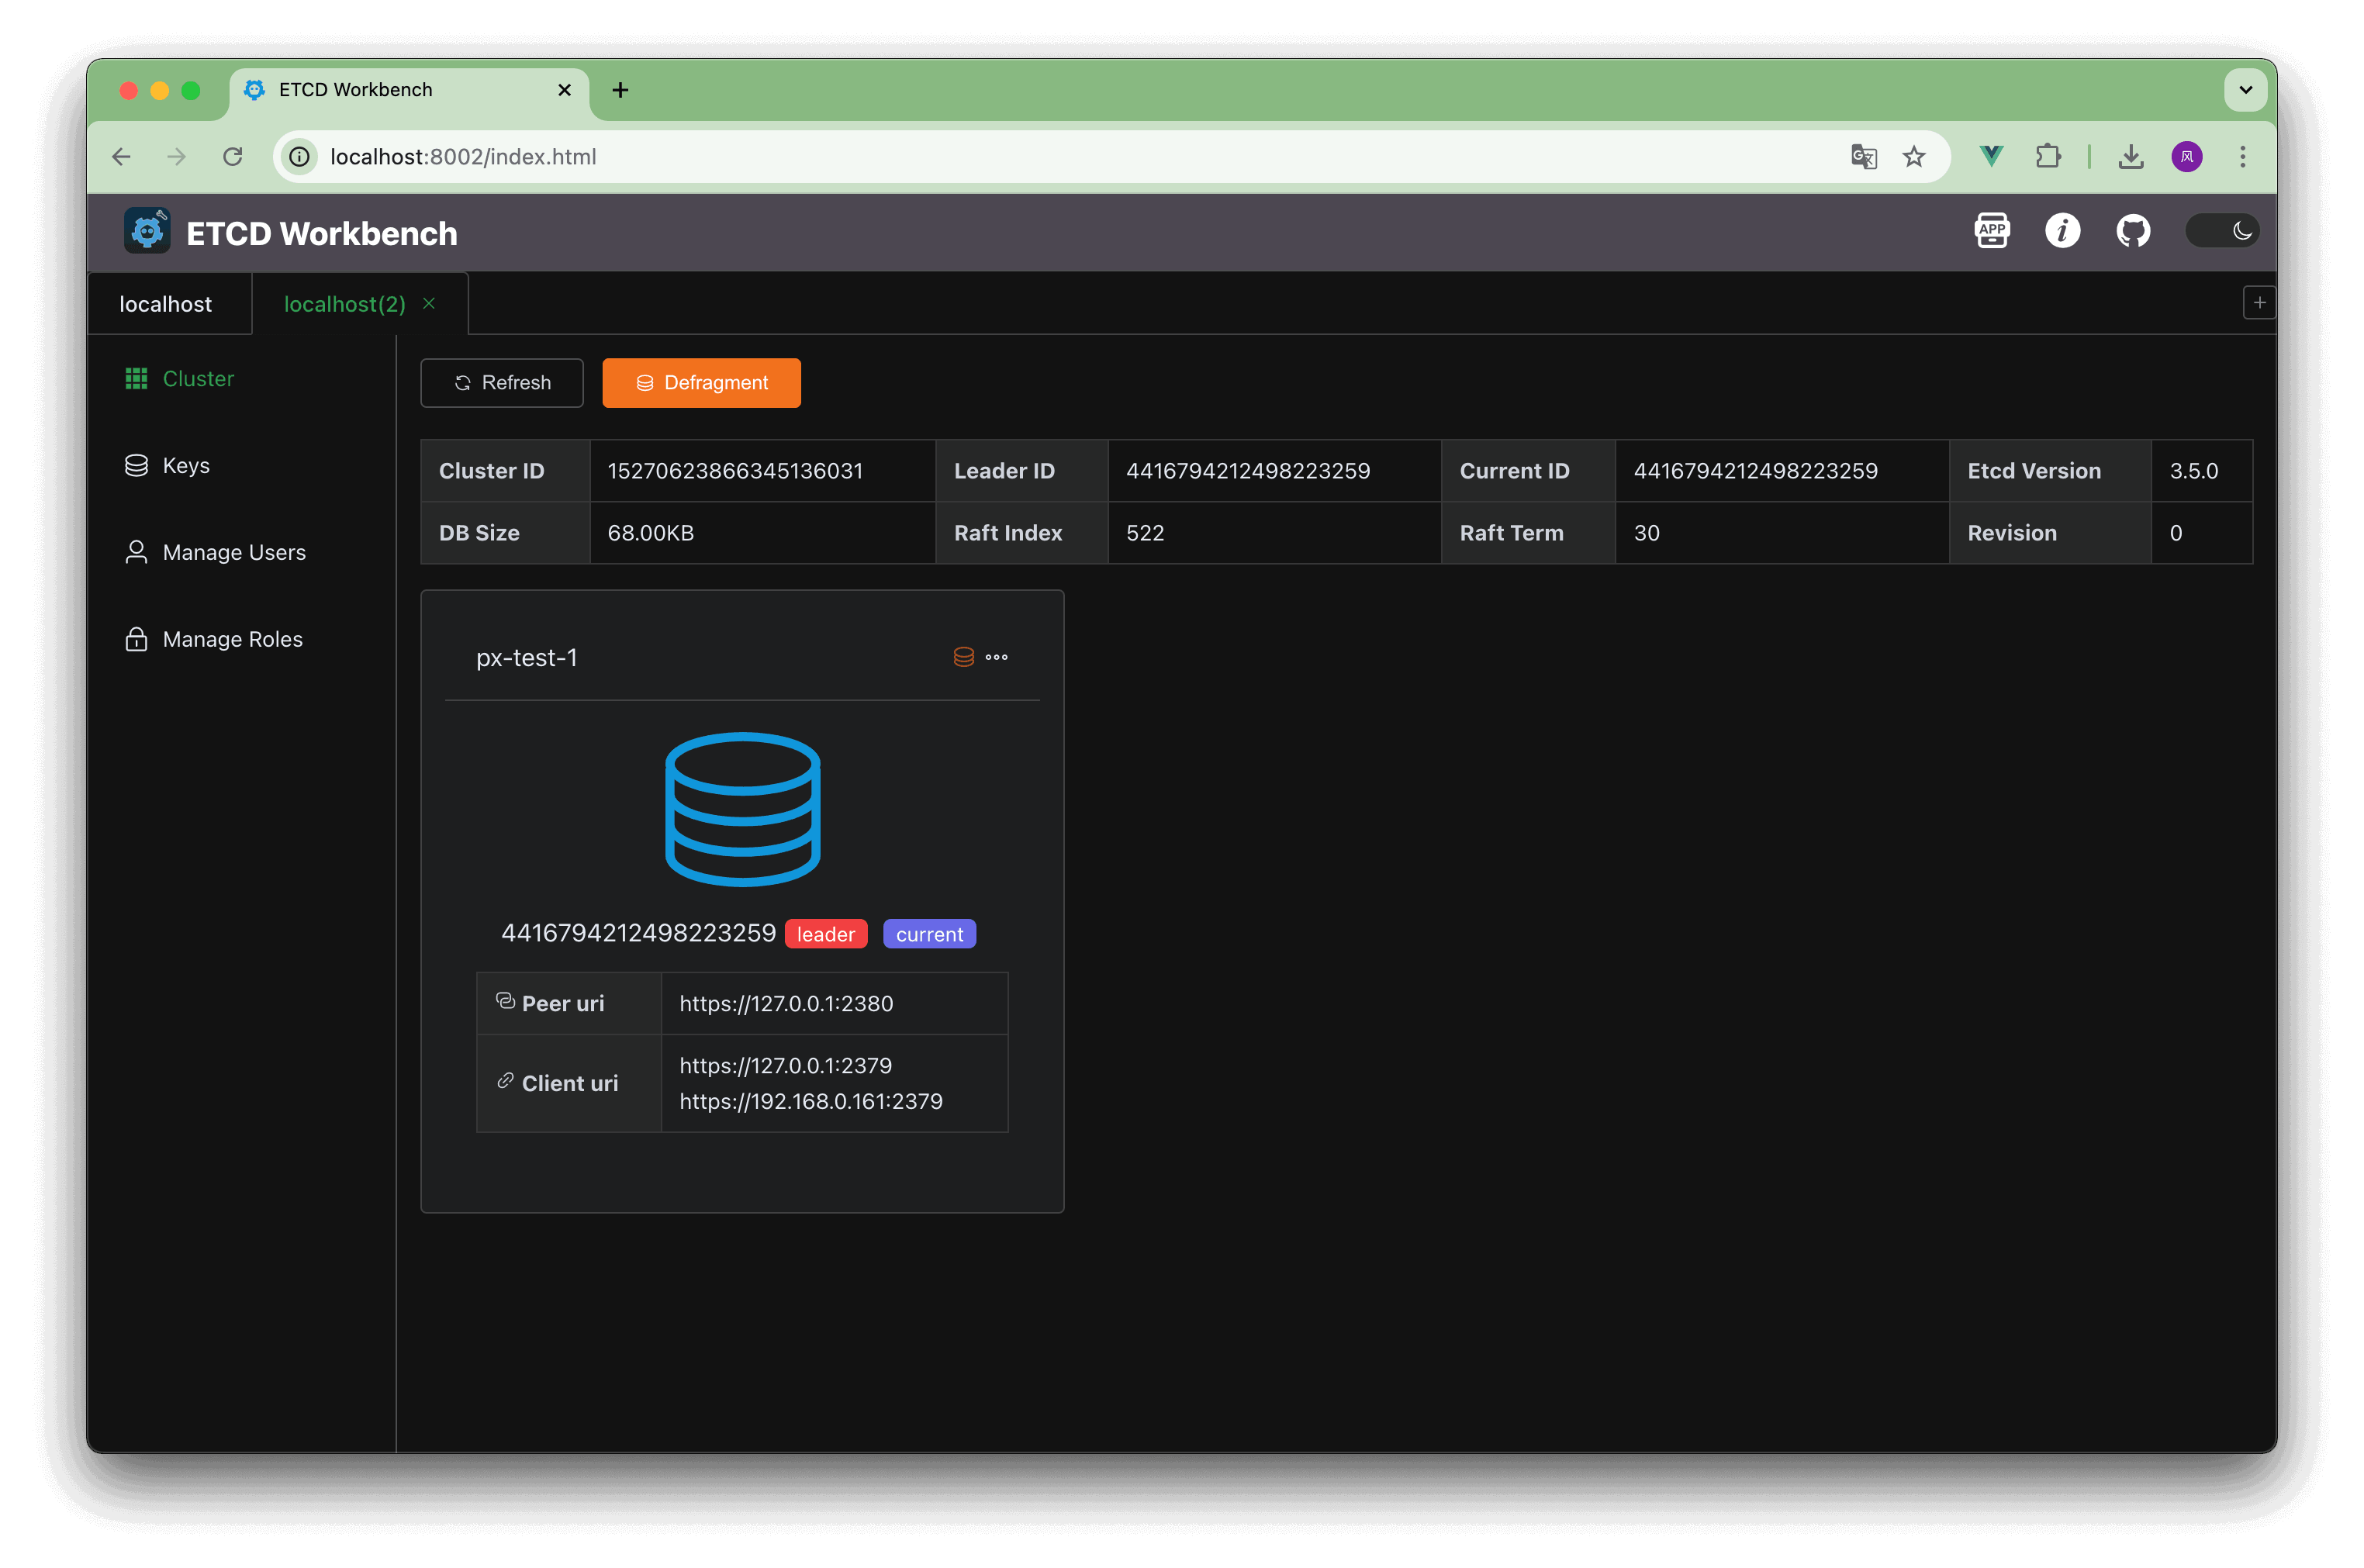 ETCD Workbench
localhost:8002/index.html
风
ETCD Workbench
APP
localhost
localhost(2)
Cluster
Keys
Manage Users
Manage Roles
Refresh
Defragment
Cluster ID 15270623866345136031 Leader ID 4416794212498223259 Current ID 4416794212498223259 Etcd Version 3.5.0
DB Size 68.00KB Raft Index 522 Raft Term 30 Revision 0
px-test-1
4416794212498223259 leader current
Peer uri https://127.0.0.1:2380
Client uri https://127.0.0.1:2379
https://192.168.0.161:2379